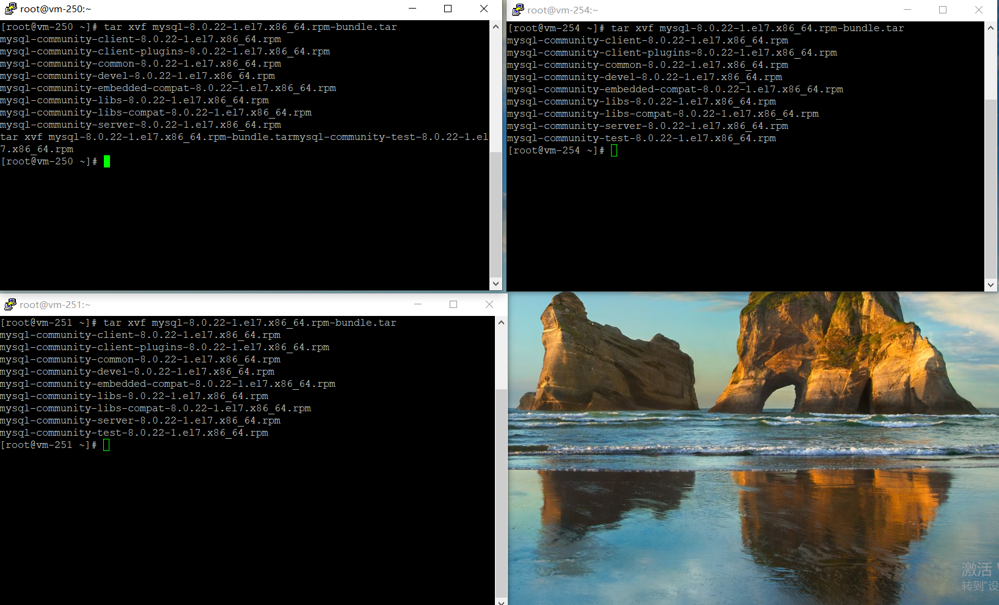 root@vm-250:~
[root@vm-250 ~]# tar xvf mysql-8.0.22-1.el7.x86_64.rpm-bundle.tar
mysql-community-client-8.0.22-1.el7.x86_64.rpm
mysql-community-client-plugins-8.0.22-1.el7.x86_64.rpm
mysql-community-common-8.0.22-1.el7.x86_64.rpm
mysql-community-devel-8.0.22-1.el7.x86_64.rpm
mysql-community-embedded-compat-8.0.22-1.el7.x86_64.rpm
mysql-community-libs-8.0.22-1.el7.x86_64.rpm
mysql-community-libs-compat-8.0.22-1.el7.x86_64.rpm
mysql-community-server-8.0.22-1.el7.x86_64.rpm
tar xvf mysql-8.0.22-1.el7.x86_64.rpm-bundle.tarmysql-community-test-8.0.22-1.el
7.x86_64.rpm
[root@vm-250 ~]#
root@vm-254:~
[root@vm-254 ~]# tar xvf mysql-8.0.22-1.el7.x86_64.rpm-bundle.tar
mysql-community-client-8.0.22-1.el7.x86_64.rpm
mysql-community-client-plugins-8.0.22-1.el7.x86_64.rpm
mysql-community-common-8.0.22-1.el7.x86_64.rpm
mysql-community-devel-8.0.22-1.el7.x86_64.rpm
mysql-community-embedded-compat-8.0.22-1.el7.x86_64.rpm
mysql-community-libs-8.0.22-1.el7.x86_64.rpm
mysql-community-libs-compat-8.0.22-1.el7.x86_64.rpm
mysql-community-server-8.0.22-1.el7.x86_64.rpm
mysql-community-test-8.0.22-1.el7.x86_64.rpm
[root@vm-254 ~]#
root@vm-251:~
[root@vm-251 ~]# tar xvf mysql-8.0.22-1.el7.x86_64.rpm-bundle.tar
mysql-community-client-8.0.22-1.el7.x86_64.rpm
mysql-community-client-plugins-8.0.22-1.el7.x86_64.rpm
mysql-community-common-8.0.22-1.el7.x86_64.rpm
mysql-community-devel-8.0.22-1.el7.x86_64.rpm
mysql-community-embedded-compat-8.0.22-1.el7.x86_64.rpm
mysql-community-libs-8.0.22-1.el7.x86_64.rpm
mysql-community-libs-compat-8.0.22-1.el7.x86_64.rpm
mysql-community-server-8.0.22-1.el7.x86_64.rpm
mysql-community-test-8.0.22-1.el7.x86_64.rpm
[root@vm-251 ~]#
激活
转到"设